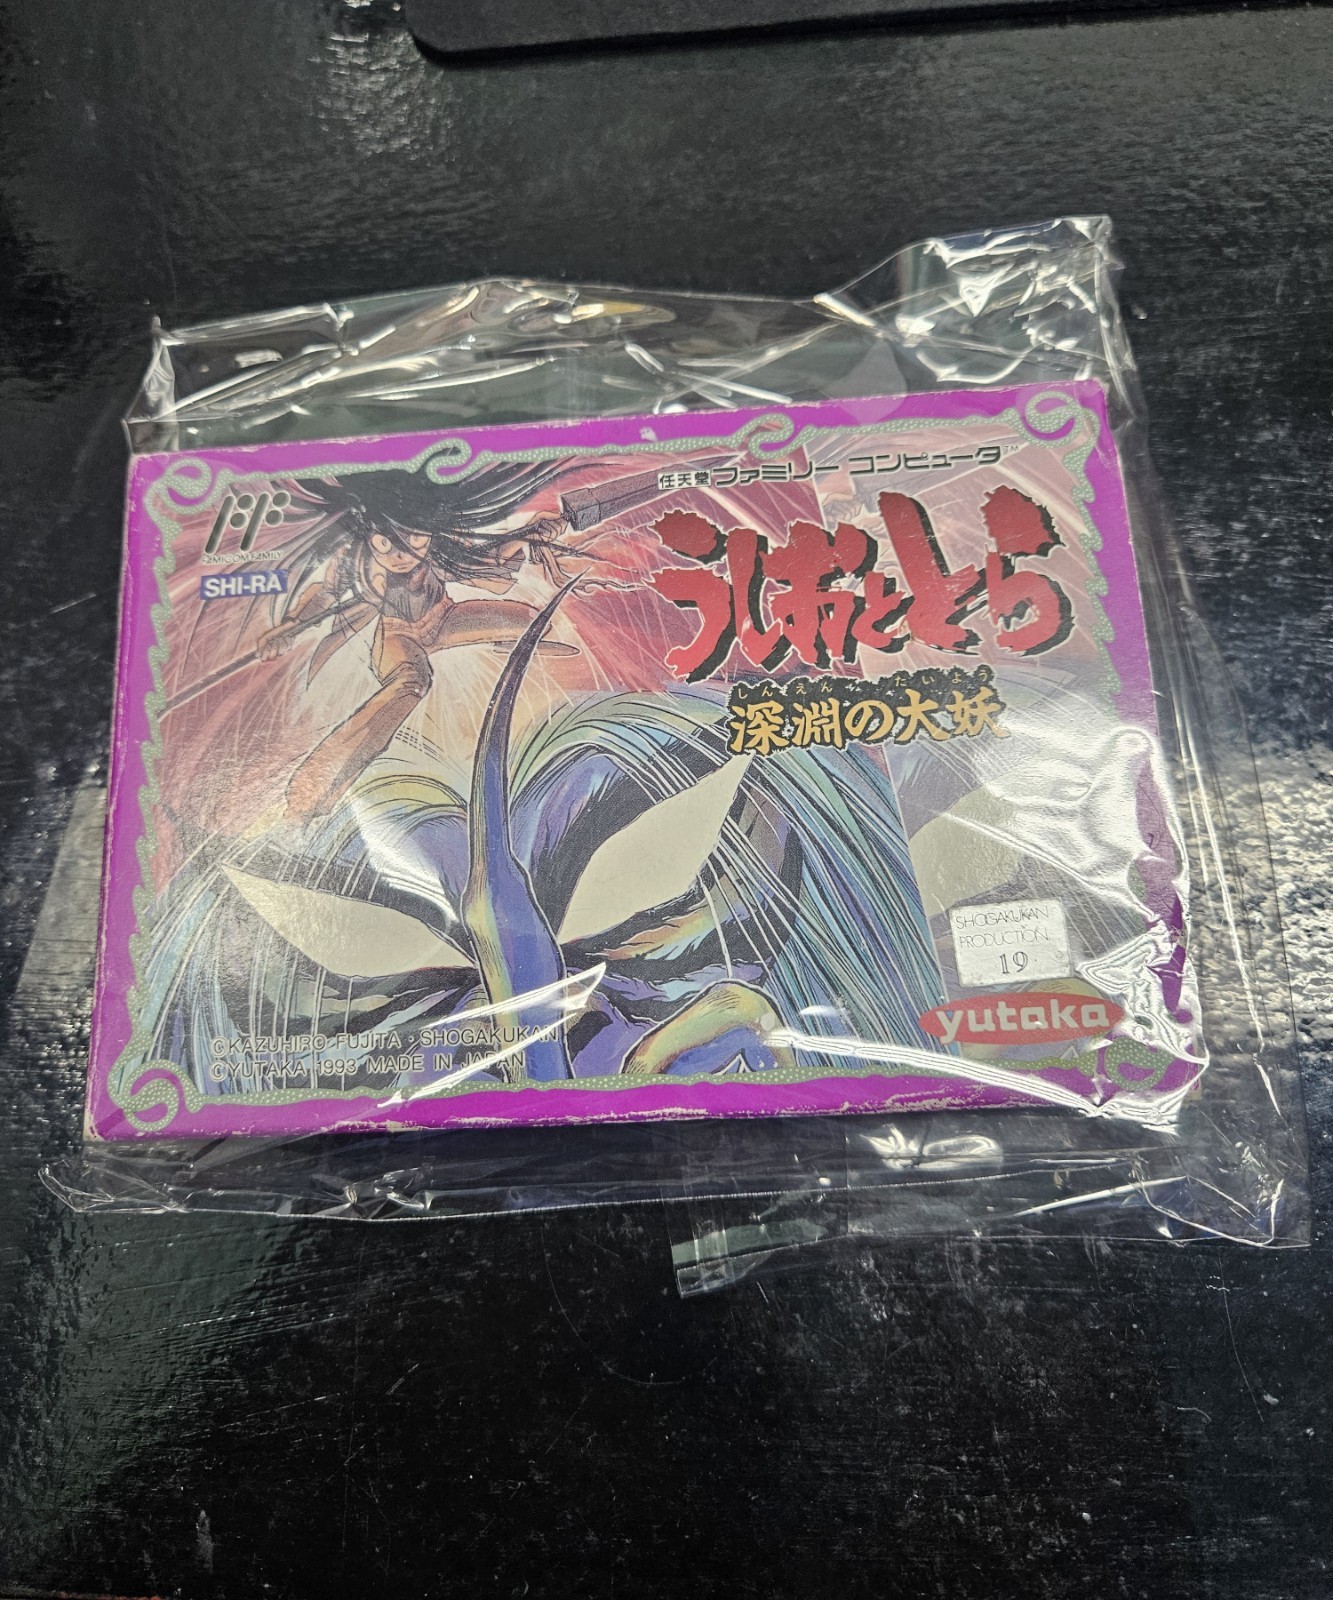 任天堂 ファミリー コンピュータ™
FAMICOM FAMILY
SHI-RA
うしおととら
しんえん たいよう
深淵の大妖
SHOGAKUKAN
PRODUCTION
19
yutaka
©KAZUHIRO FUJITA・SHOGAKUKAN
©YUTAKA 1993 MADE IN JAPAN